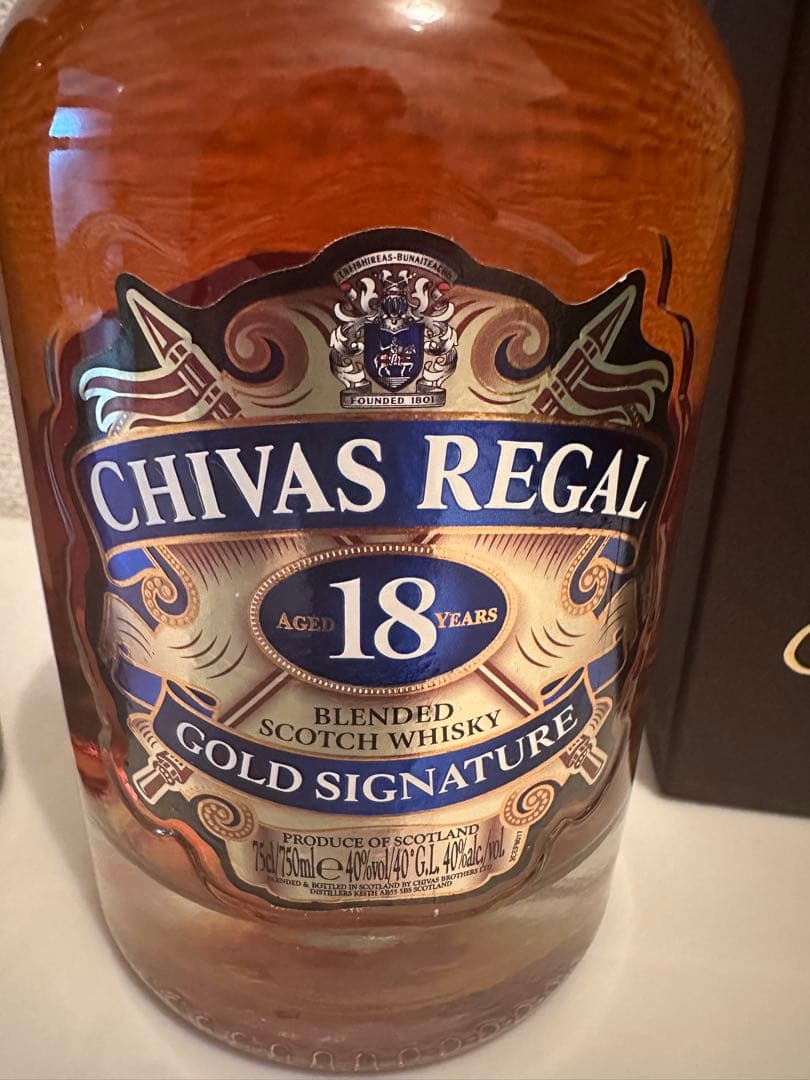 TREIBHIREAS-BUNAITEACHD
FOUNDED 1801
CHIVAS REGAL
AGED 18 YEARS
BLENDED
SCOTCH WHISKY
GOLD SIGNATURE
PRODUCE OF SCOTLAND
75cl/750ml e 40%vol/40°G.L. 40%alc./vol.
BLENDED & BOTTLED IN SCOTLAND BY CHIVAS BROTHERS LTD
DISTILLERS KEITH AB55 5BS SCOTLAND